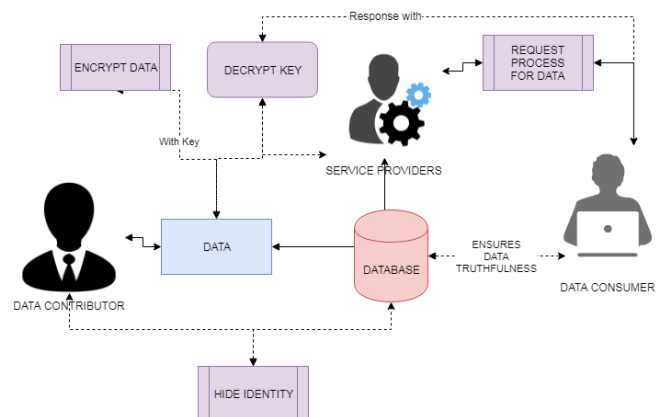 Response with
ENCRYPT DATA
DECRYPT KEY
REQUEST
PROCESS
FOR DATA
With Key
SERVICE PROVIDERS
DATA
DATABASE
ENSURES
DATA
TRUTHFULNESS
DATA CONTRIBUTOR
DATA CONSUMER
HIDE IDENTITY